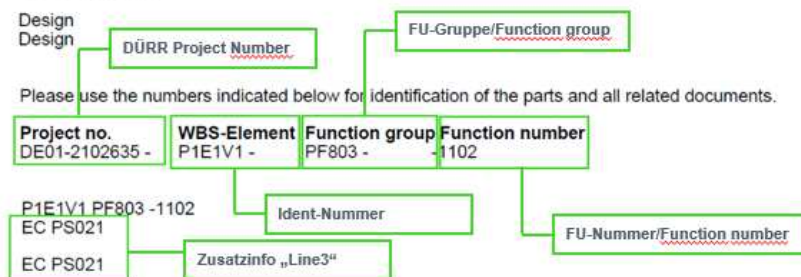 Design
Design
DÜRR Project Number
FU-Gruppe/Function group
Please use the numbers indicated below for identification of the parts and all related documents.
Project no. WBS-Element Function group Function number
DE01-2102635 - P1E1V1 - PF803 - -1102
P1E1V1 PF803 -1102
EC PS021
Ident-Nummer
FU-Nummer/Function number
EC PS021
Zusatzinfo „Line3“